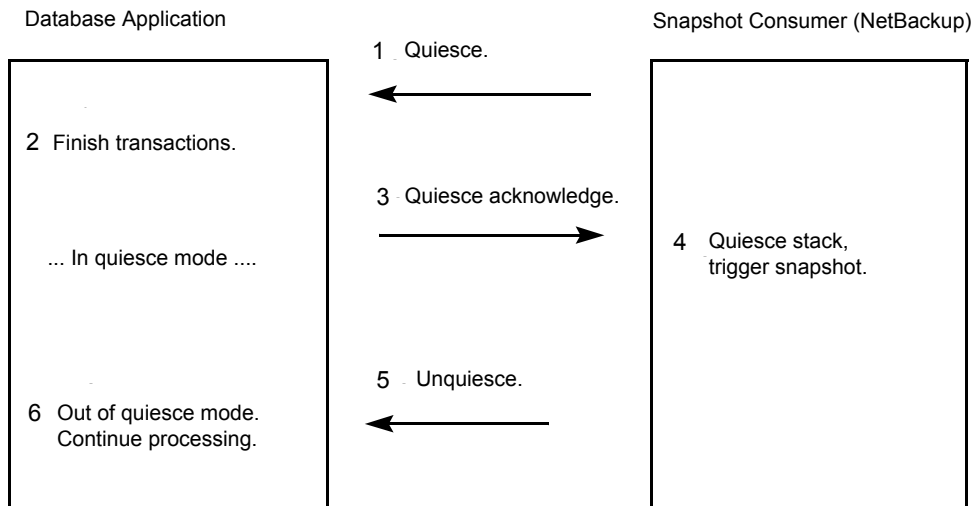 Database Application
Snapshot Consumer (NetBackup)
1 Quiesce.
2 Finish transactions.
3 Quiesce acknowledge.
... In quiesce mode ....
4 Quiesce stack,
trigger snapshot.
5 Unquiesce.
6 Out of quiesce mode.
Continue processing.